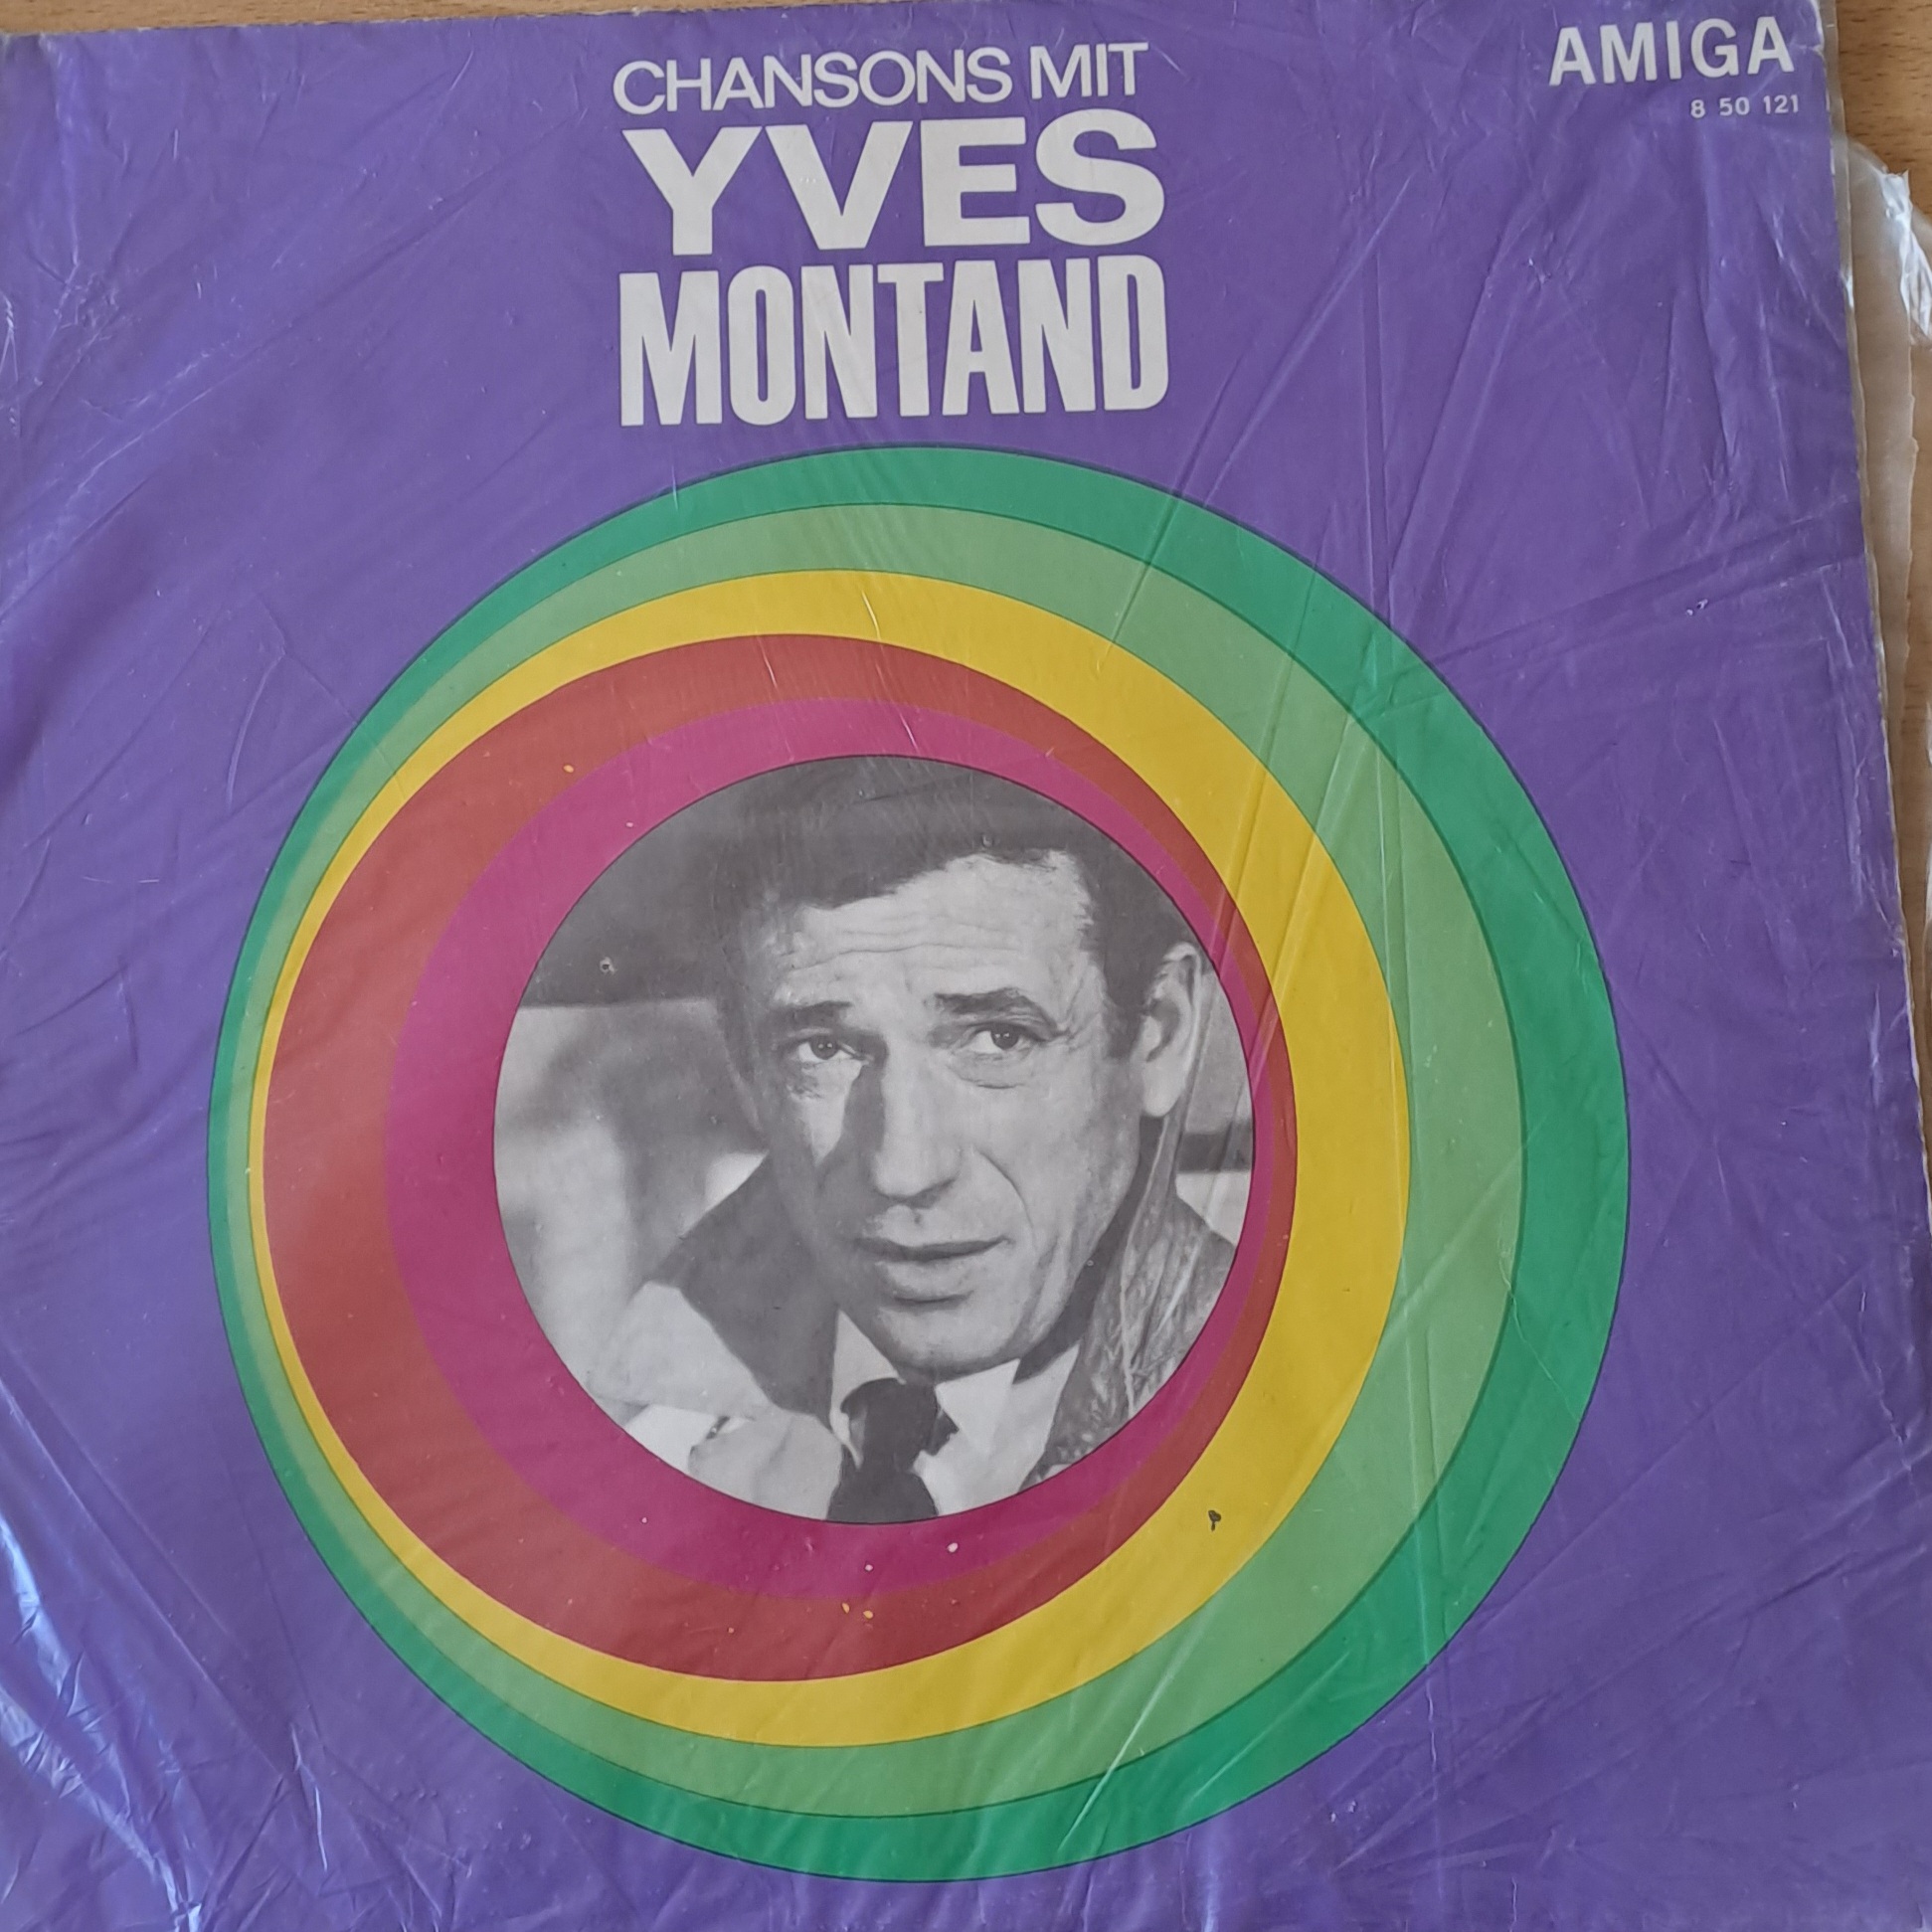 CHANSONS MIT
YVES
MONTAND
AMIGA
8 50 121